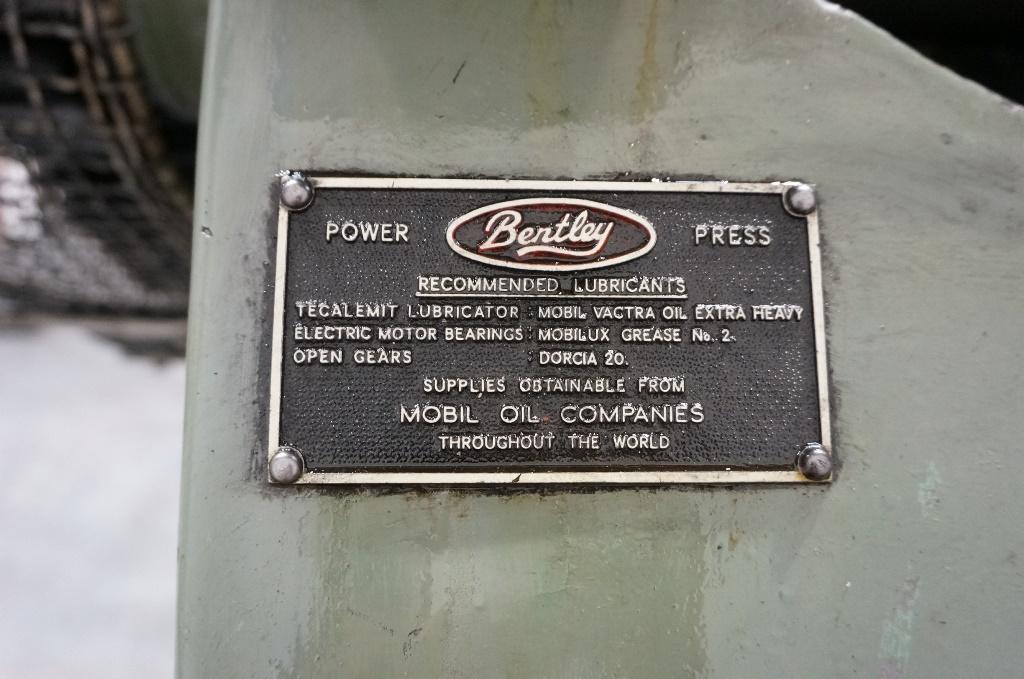 POWER Bentley PRESS
RECOMMENDED LUBRICANTS
TECALEMIT LUBRICATOR : MOBIL VACTRA OIL EXTRA HEAVY
ELECTRIC MOTOR BEARINGS : MOBILUX GREASE No. 2.
OPEN GEARS : DORCIA 20.
SUPPLIES OBTAINABLE FROM
MOBIL OIL COMPANIES
THROUGHOUT THE WORLD